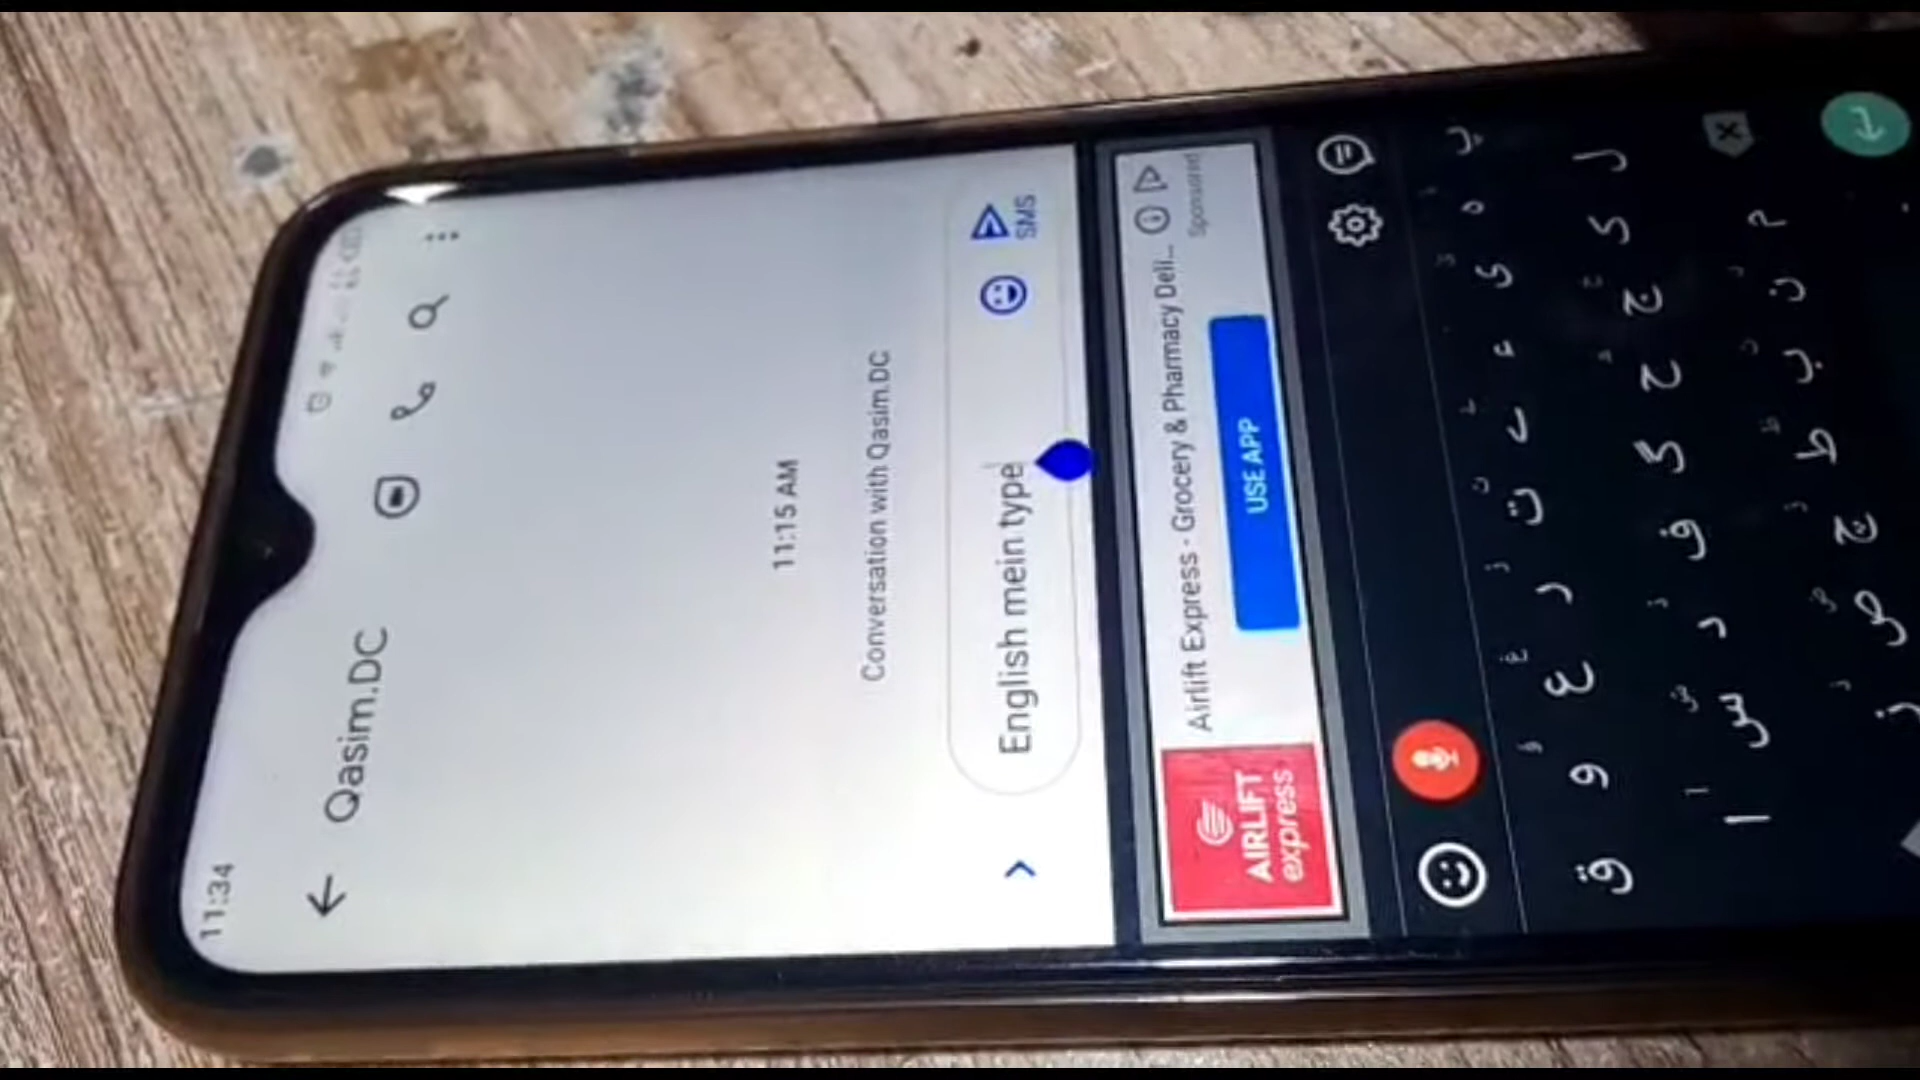 11:34
Qasim.DC
11:15 AM
Conversation with Qasim.DC
English mein type
SMS
AIRLIFT
express
Airlift Express - Grocery & Pharmacy Deli...
Sponsored
USE APP
ق و ع ر ت ے ء ی ہ پ
ا س د ف گ ح ج ک ل
ز ص چ ط ب ن